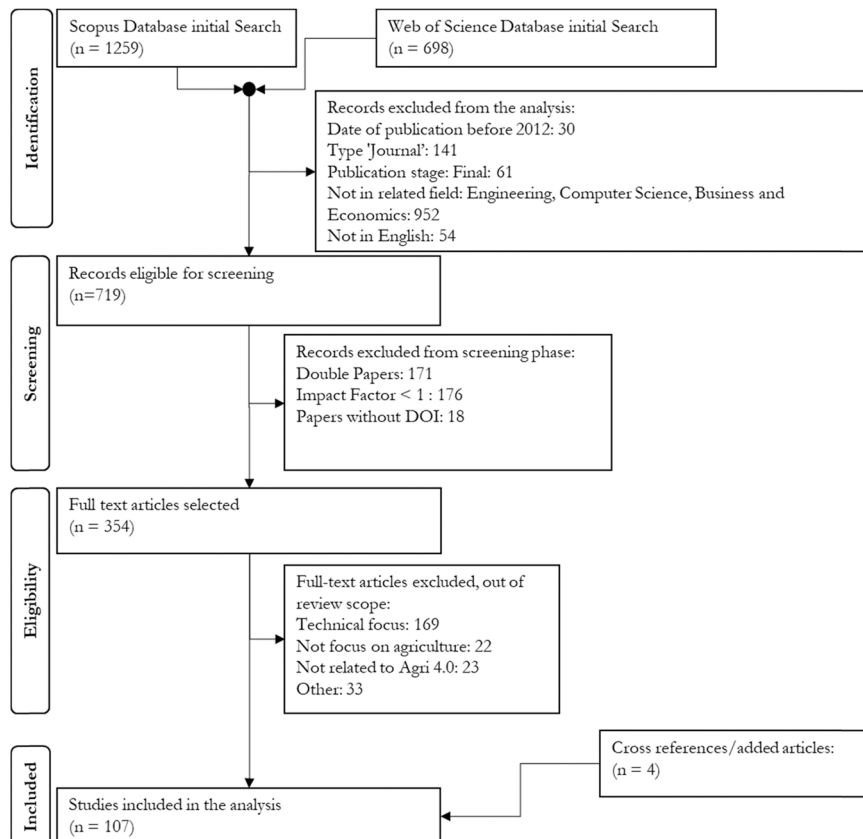 Identification
Scopus Database initial Search
(n = 1259)
Web of Science Database initial Search
(n = 698)
Records excluded from the analysis:
Date of publication before 2012: 30
Type 'Journal’: 141
Publication stage: Final: 61
Not in related field: Engineering, Computer Science, Business and
Economics: 952
Not in English: 54
Screening
Records eligible for screening
(n=719)
Records excluded from screening phase:
Double Papers: 171
Impact Factor < 1 : 176
Papers without DOI: 18
Eligibility
Full text articles selected
(n = 354)
Full-text articles excluded, out of
review scope:
Technical focus: 169
Not focus on agriculture: 22
Not related to Agri 4.0: 23
Other: 33
Included
Cross references/added articles:
(n = 4)
Studies included in the analysis
(n = 107)